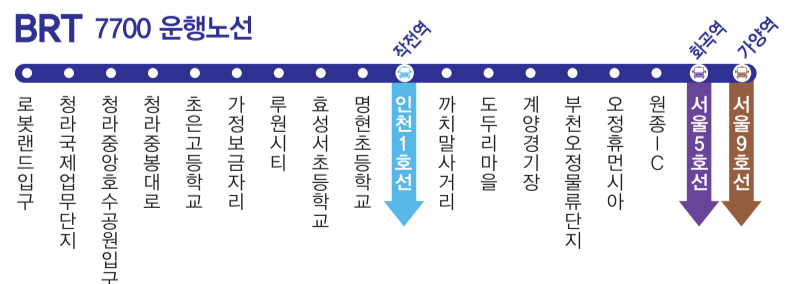 BRT 7700 운행노선
작전역
화곡역
가양역
로봇랜드입구
청라국제업무단지
청라중앙호수공원입구
청라중봉대로
초은고등학교
가정보금자리
루원시티
효성서초등학교
명현초등학교
인천1호선
까치말사거리
도두리마을
계양경기장
부천오정물류단지
오정휴먼시아
원종IC
서울5호선
서울9호선